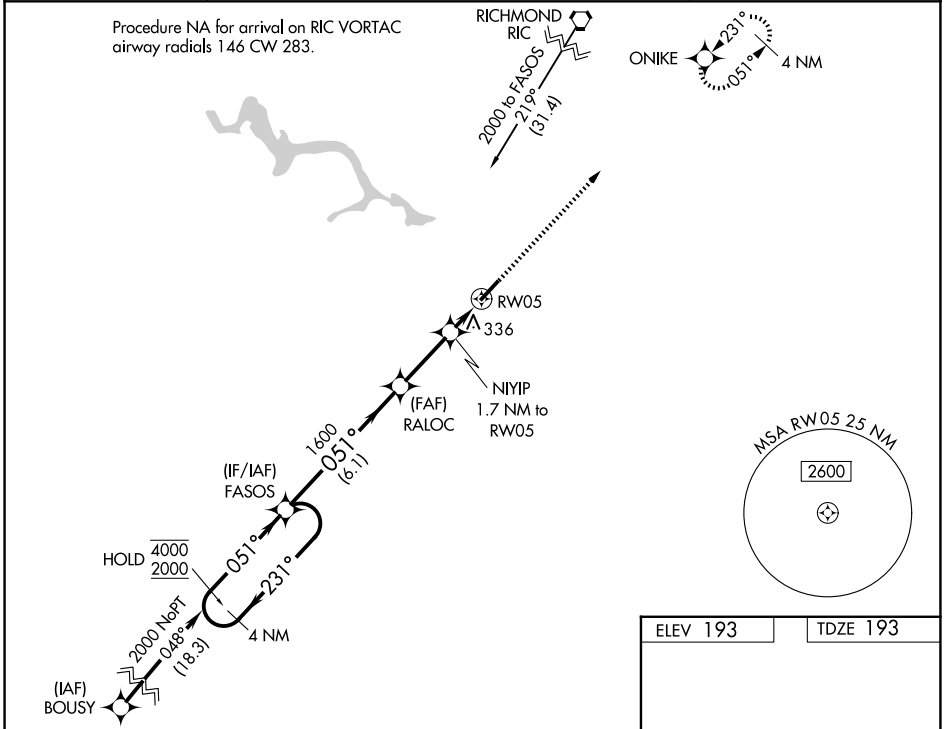 Procedure NA for arrival on RIC VORTAC
airway radials 146 CW 283.
RICHMOND
RIC
2000 to FASOS
219°
(31.4)
ONIKE
231°
051°
4 NM
RW05
336
NIYIP
1.7 NM to
RW05
(FAF)
RALOC
1600
051°
(6.1)
(IF/IAF)
FASOS
HOLD 4000
2000
051°
231°
4 NM
2000 NoPT
048°
(18.3)
(IAF)
BOUSY
MSA RW05 25 NM
2600
ELEV 193
TDZE 193